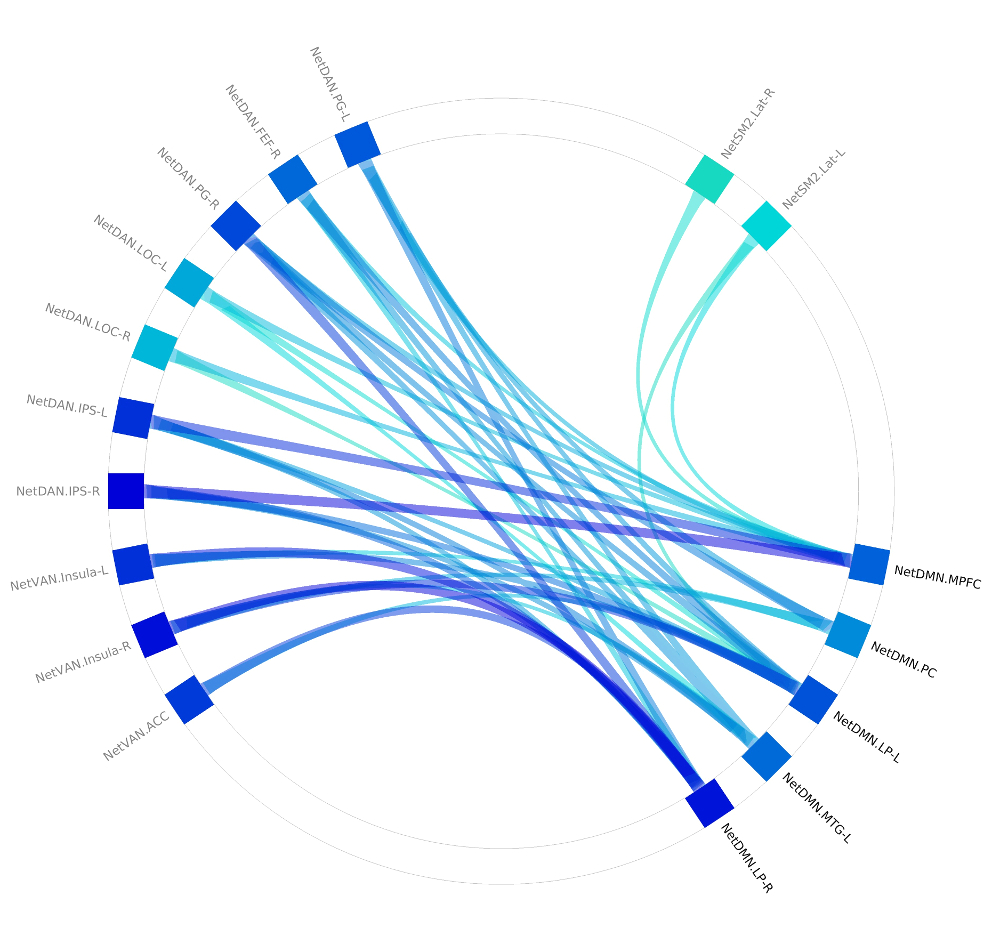 NetDAN.PG-L
NetDAN.FEF-R
NetDAN.PG-R
NetDAN.LOC-L
NetDAN.LOC-R
NetDAN.IPS-L
NetDAN.IPS-R
NetVAN.Insula-L
NetVAN.Insula-R
NetVAN.ACC
NetSM2.Lat-R
NetSM2.Lat-L
NetDMN.MPFC
NetDMN.PC
NetDMN.LP-L
NetDMN.MTG-L
NetDMN.LP-R